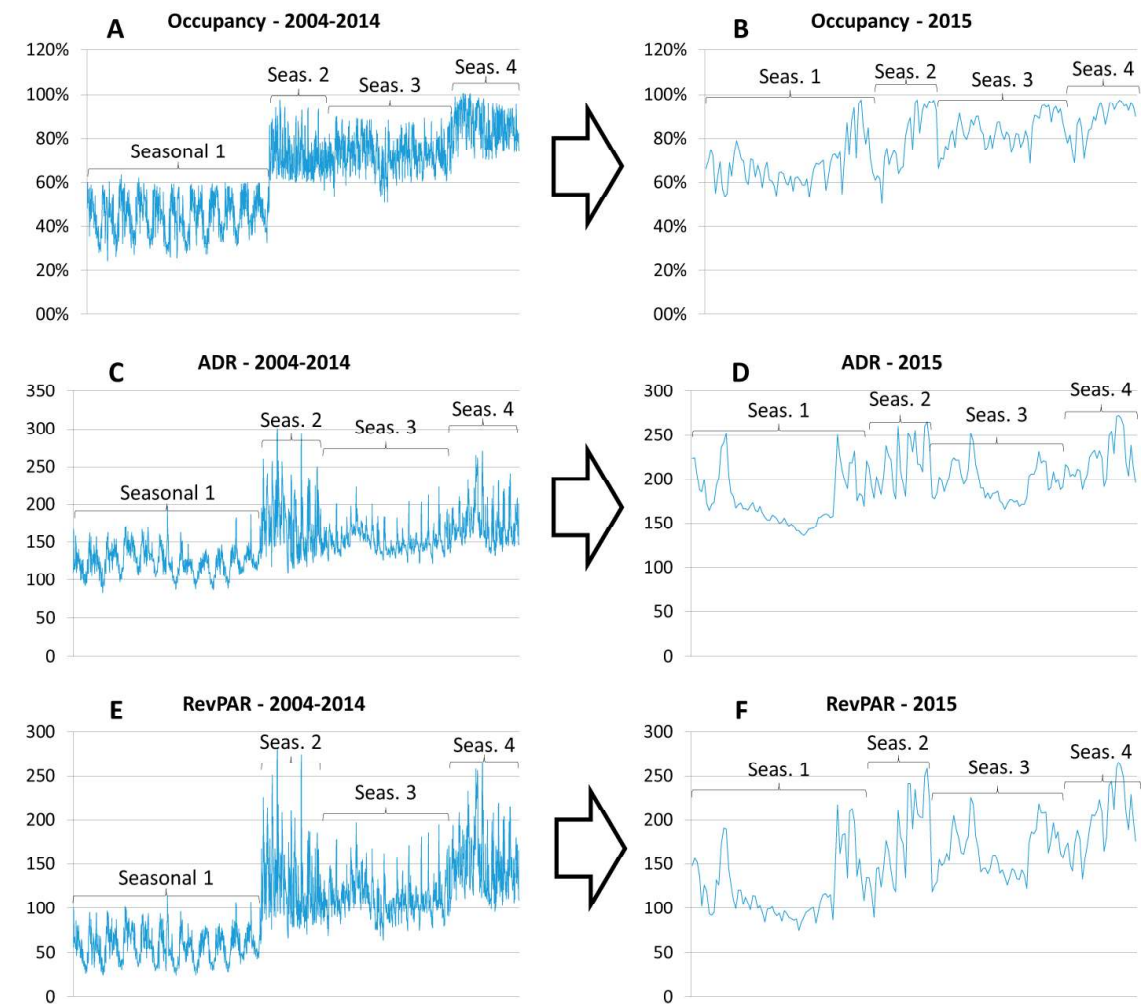 A
Occupancy - 2004-2014
120%
100%
80%
60%
40%
20%
00%
Seasonal 1
Seas. 2
Seas. 3
Seas. 4
B
Occupancy - 2015
120%
100%
80%
60%
40%
20%
00%
Seas. 1
Seas. 2
Seas. 3
Seas. 4
C
ADR - 2004-2014
350
300
250
200
150
100
50
0
Seasonal 1
Seas. 2
Seas. 3
Seas. 4
D
ADR - 2015
300
250
200
150
100
50
0
Seas. 1
Seas. 2
Seas. 3
Seas. 4
E
RevPAR - 2004-2014
300
250
200
150
100
50
0
Seasonal 1
Seas. 2
Seas. 3
Seas. 4
F
RevPAR - 2015
300
250
200
150
100
50
0
Seas. 1
Seas. 2
Seas. 3
Seas. 4